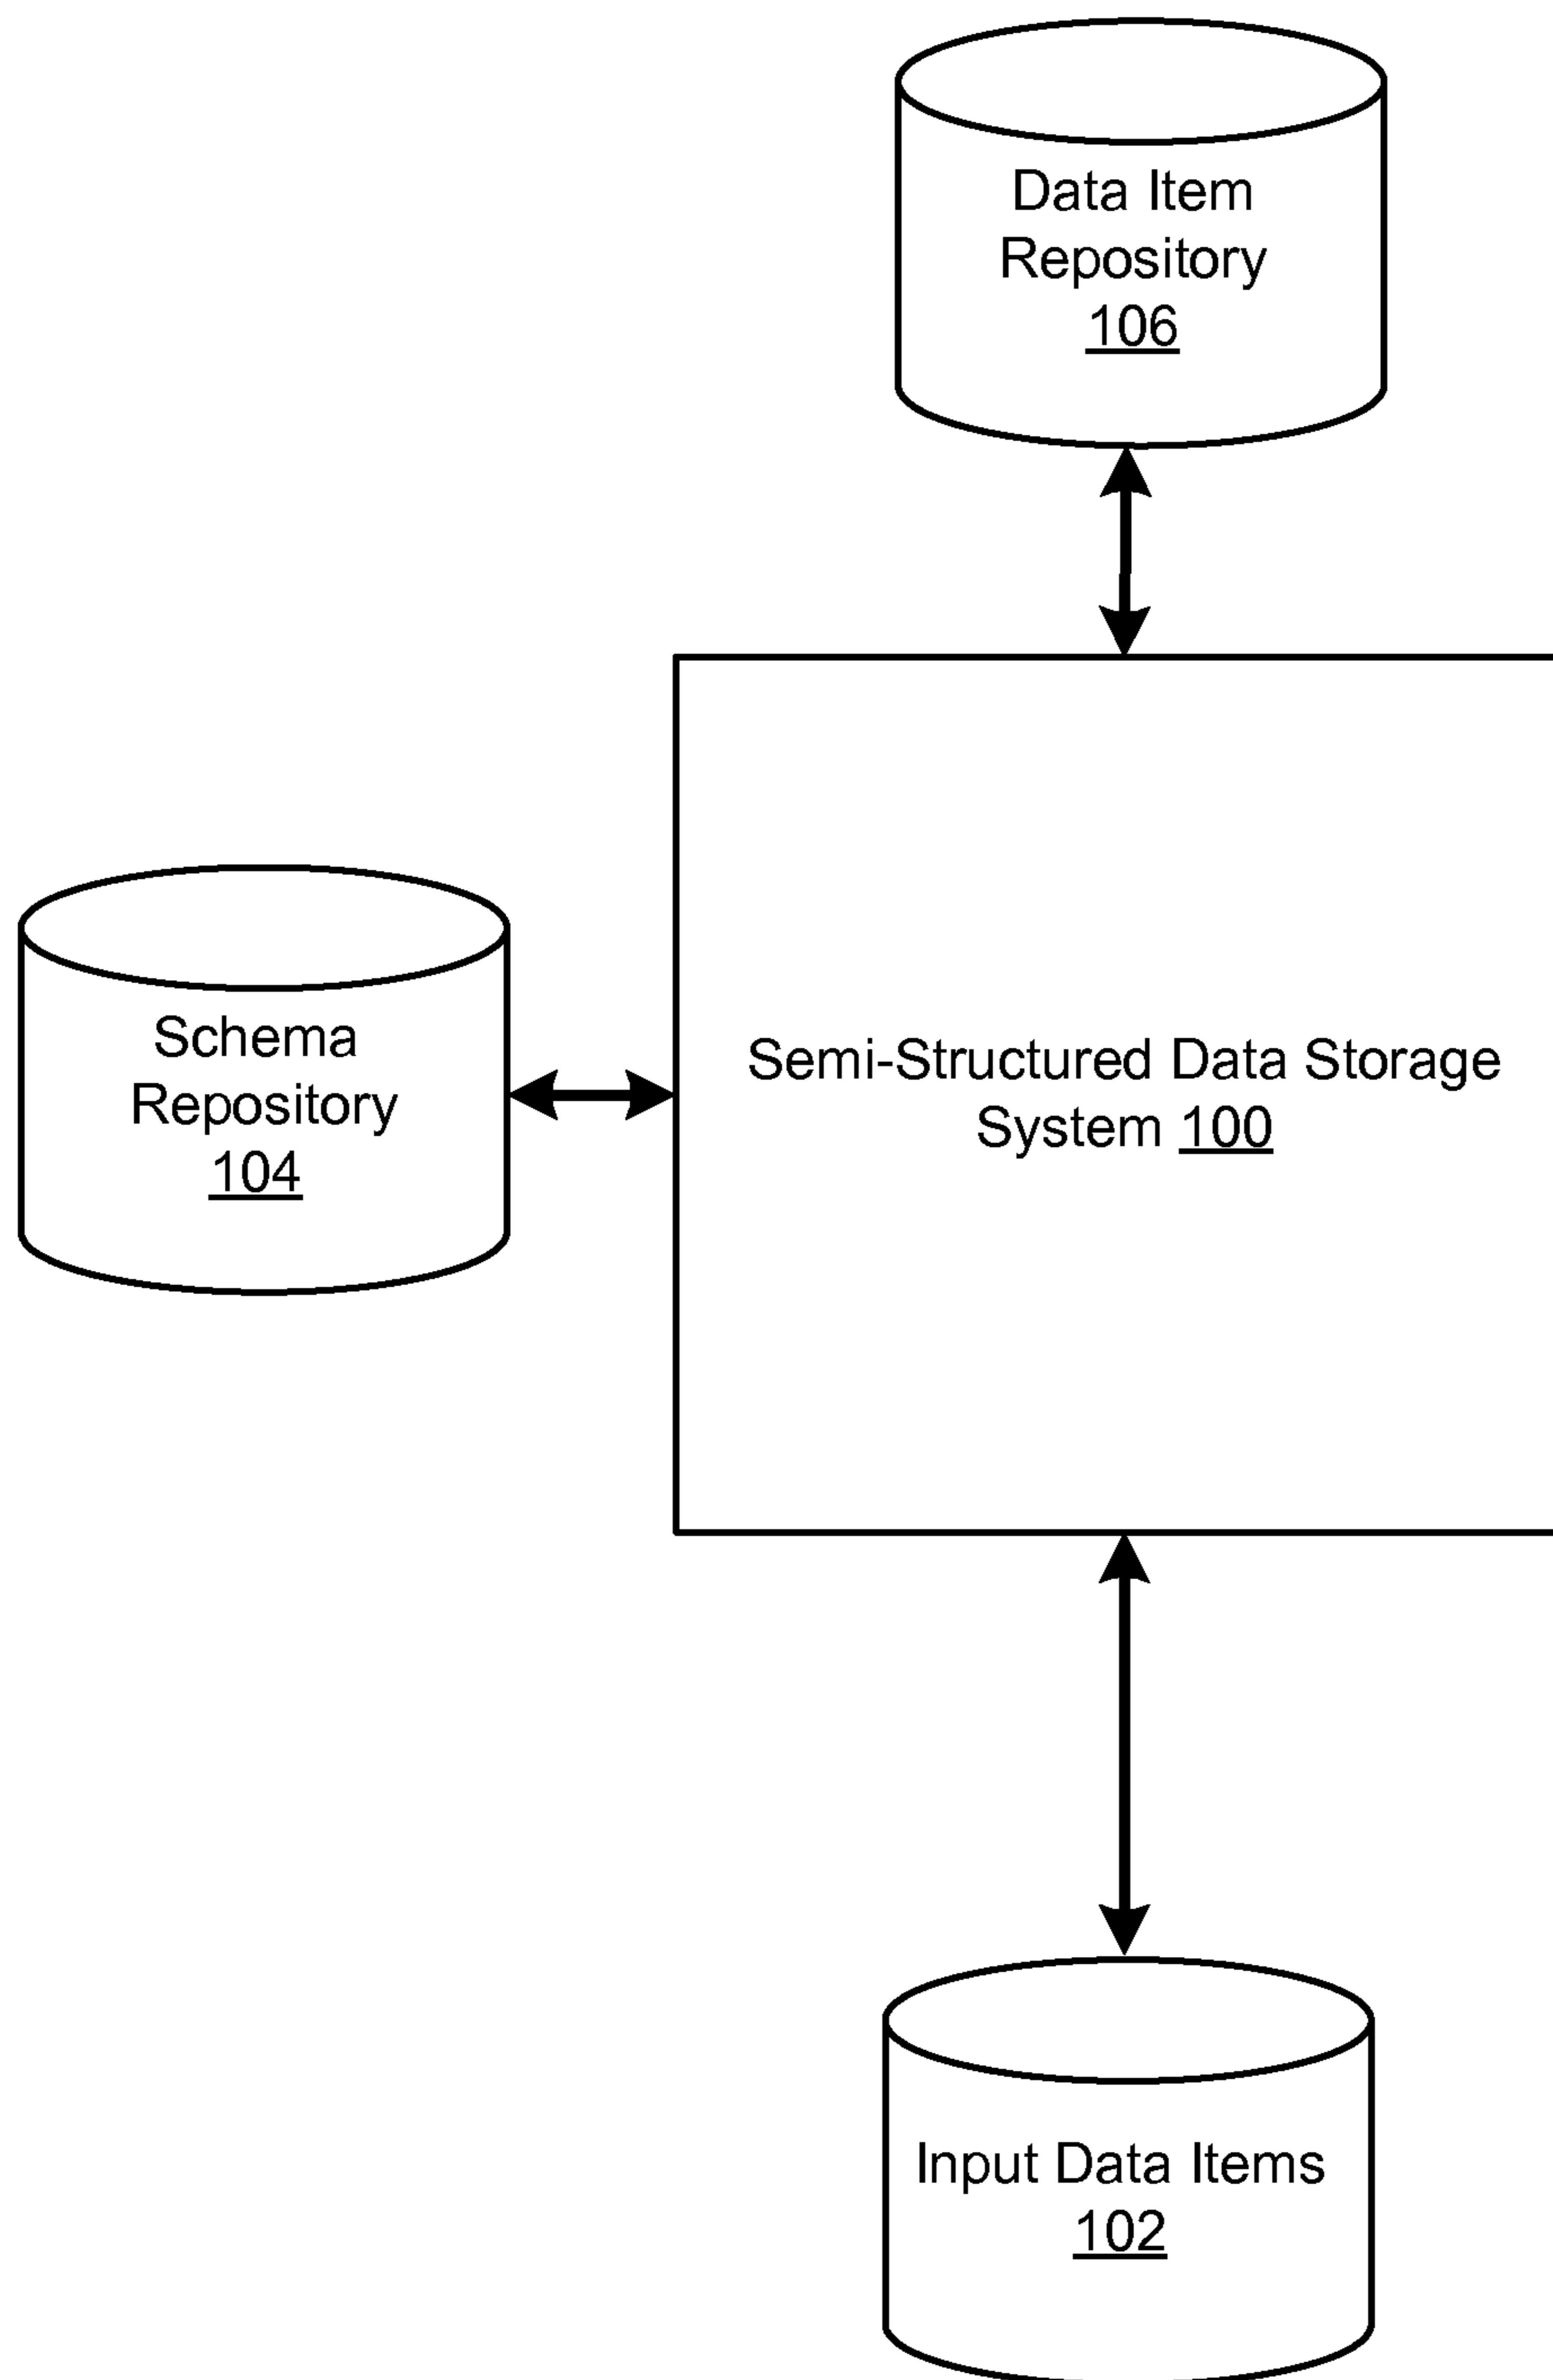 Data Item
Repository
106
Schema
Repository
104
Semi-Structured Data Storage
System 100
Input Data Items
102